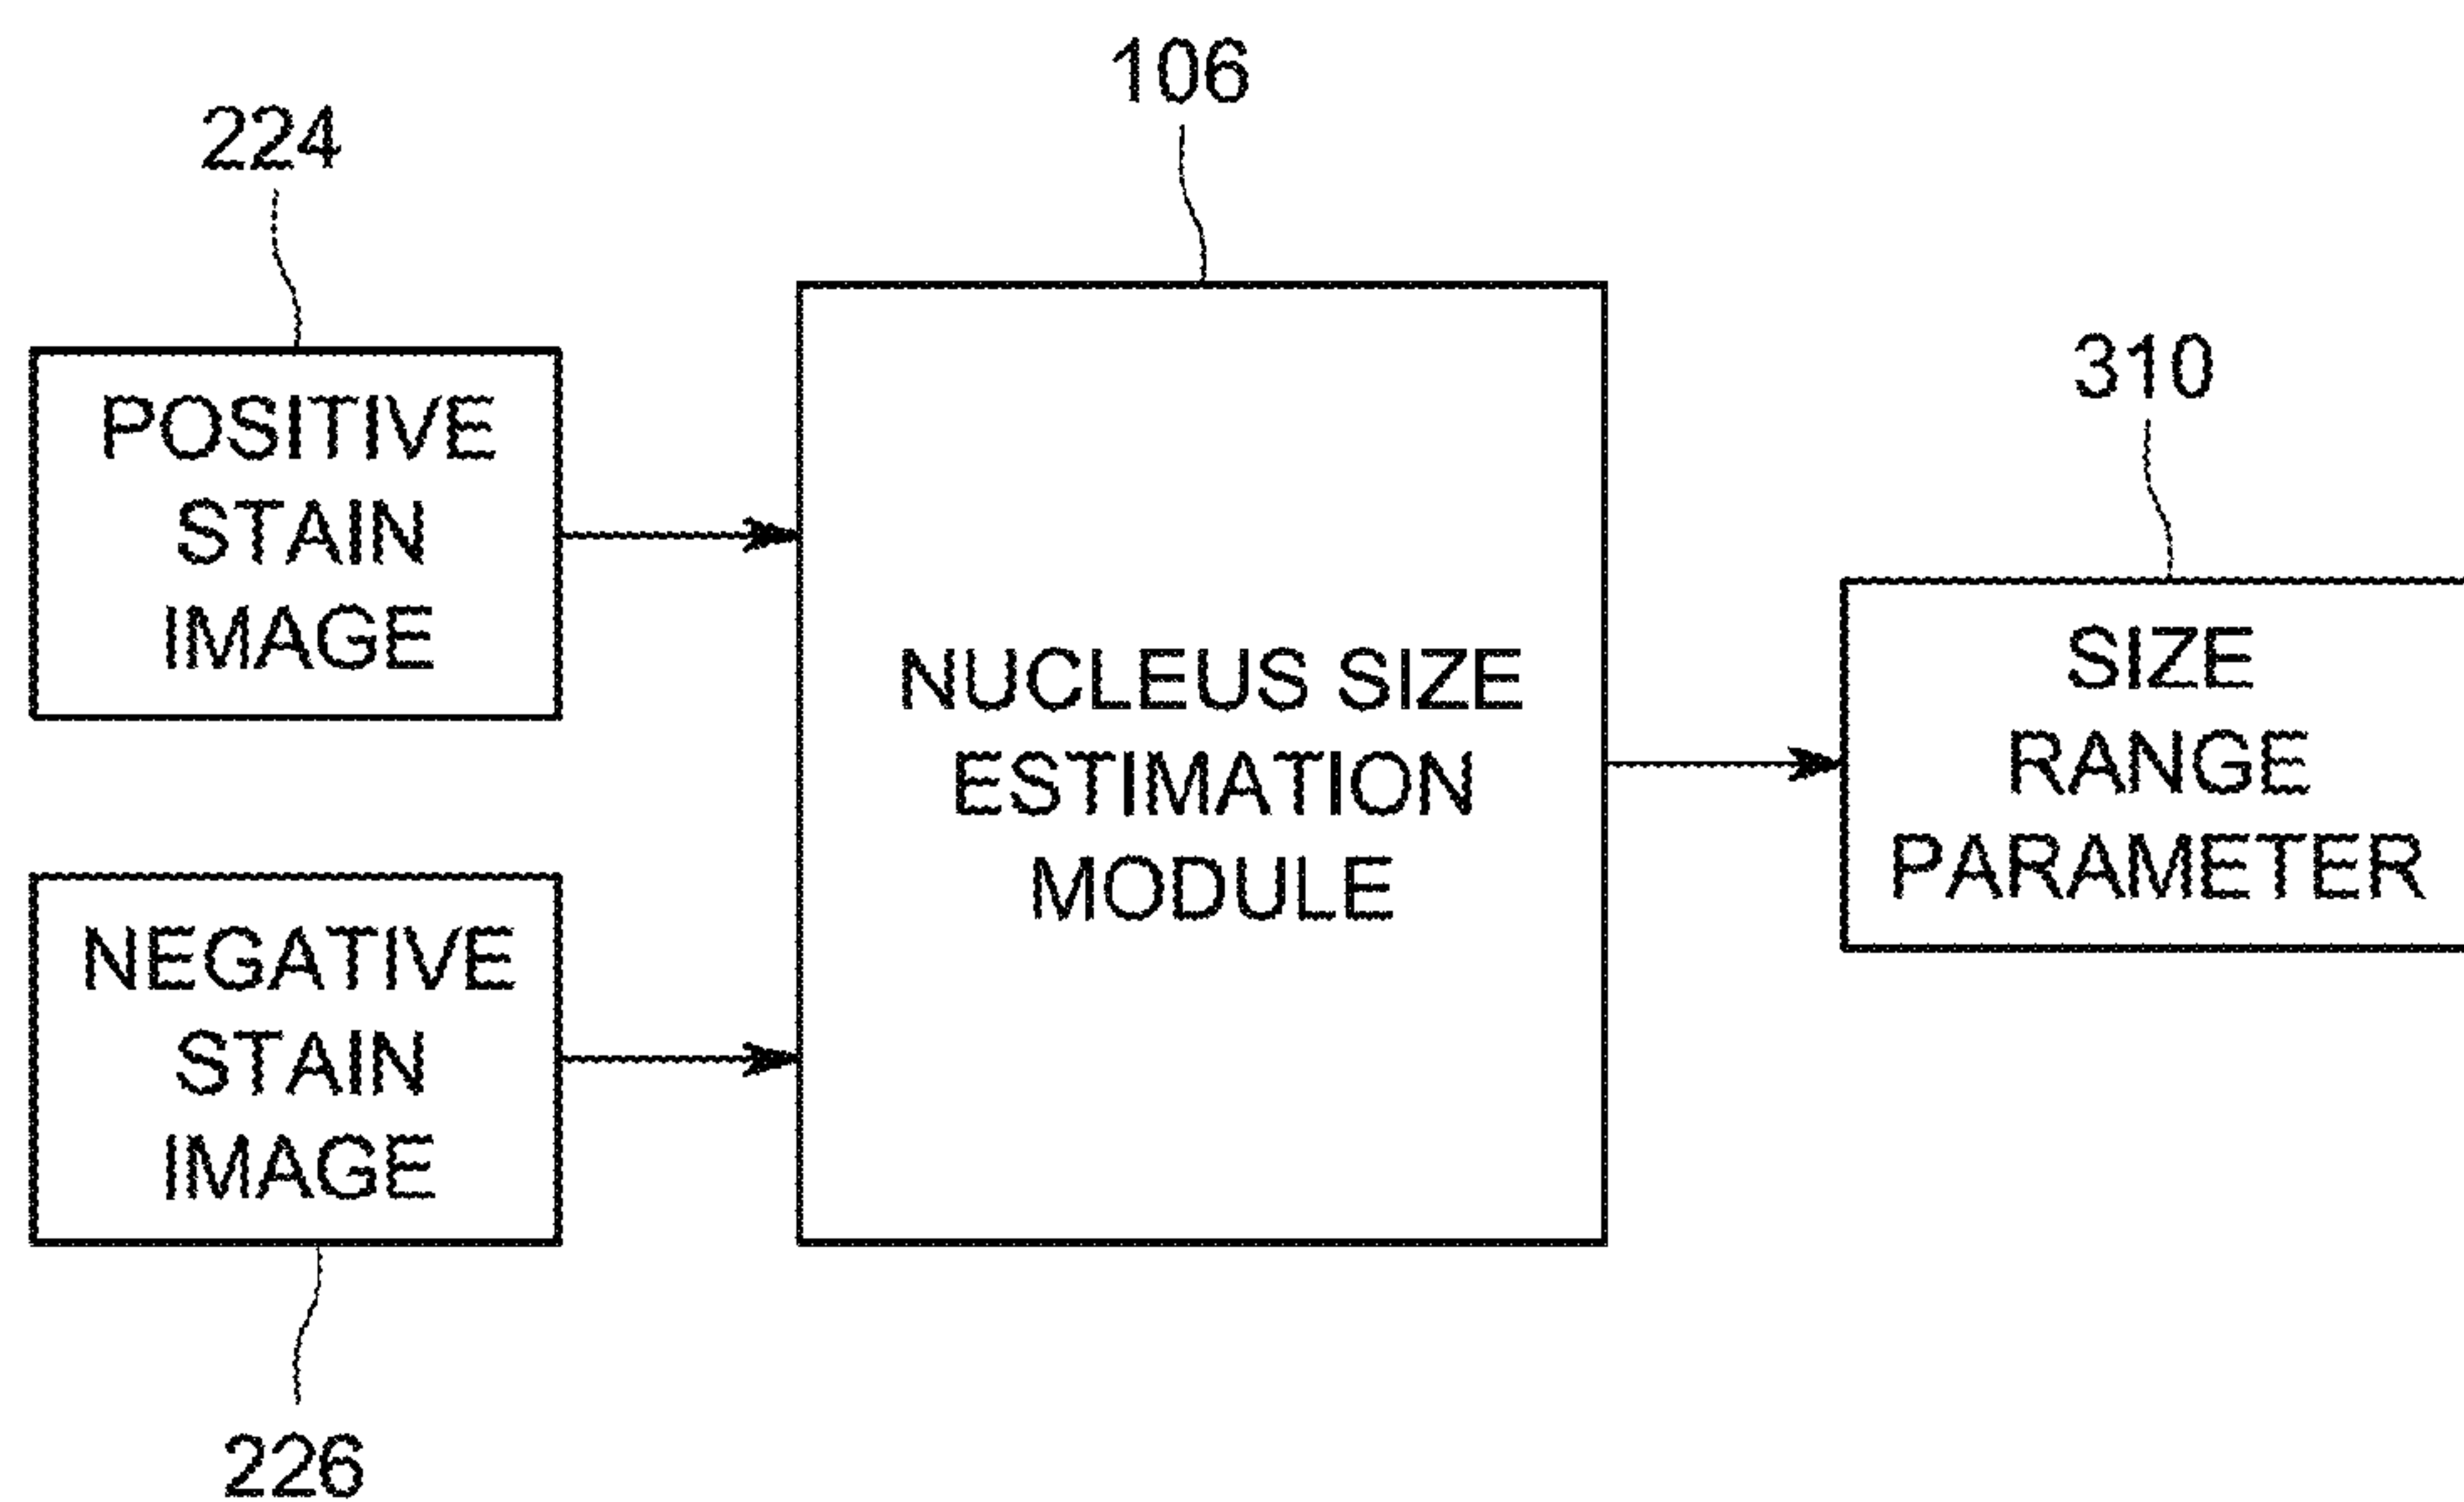 106
224
310
POSITIVE
STAIN
IMAGE
NUCLEUS SIZE
ESTIMATION
MODULE
SIZE
RANGE
PARAMETER
NEGATIVE
STAIN
IMAGE
226